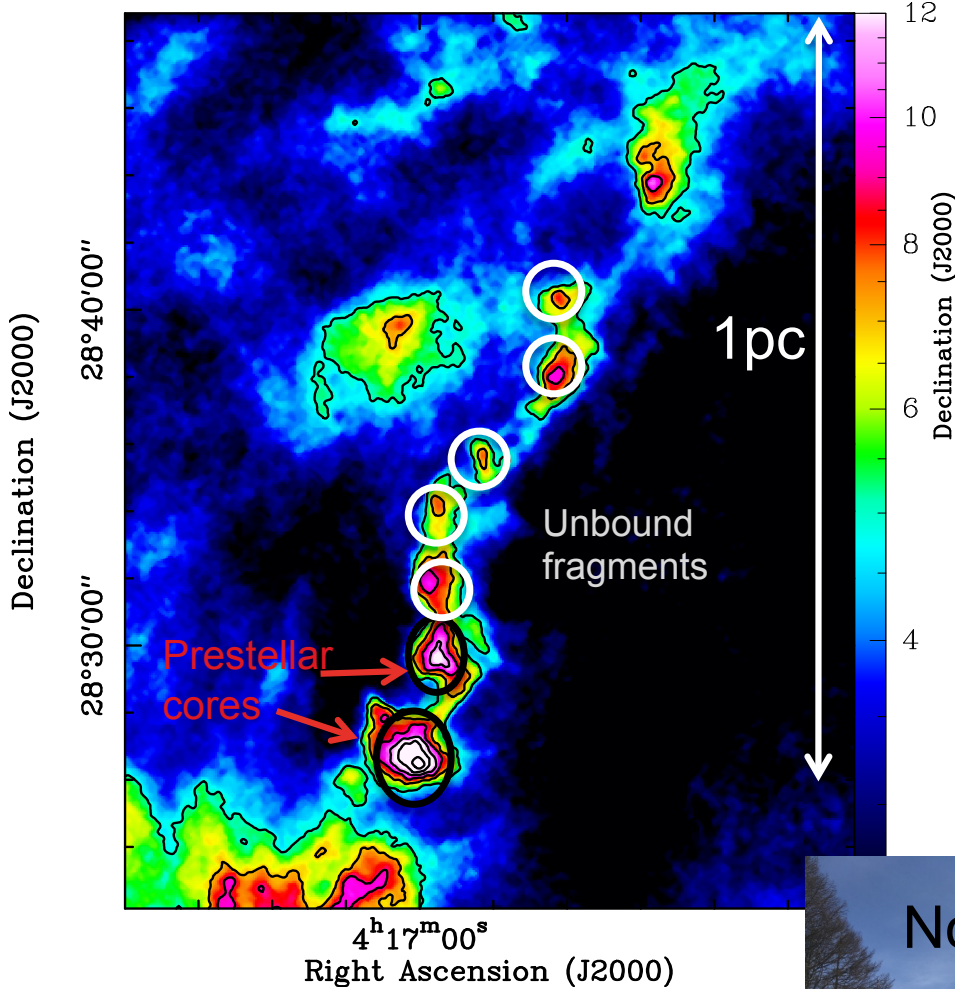 12
10
8
6
4
Declination (J2000)
Declination (J2000)
28°40'00"
28°30'00"
1pc
Unbound
fragments
Prestellar
cores
4h17m00s
Right Ascension (J2000)
No